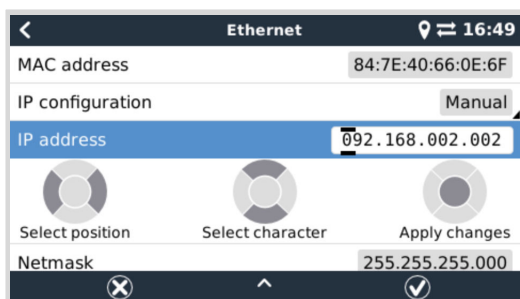 Ethernet 16:49
MAC address 84:7E:40:66:0E:6F
IP configuration Manual
IP address 092.168.002.002
Select position Select character Apply changes
Netmask 255.255.255.000